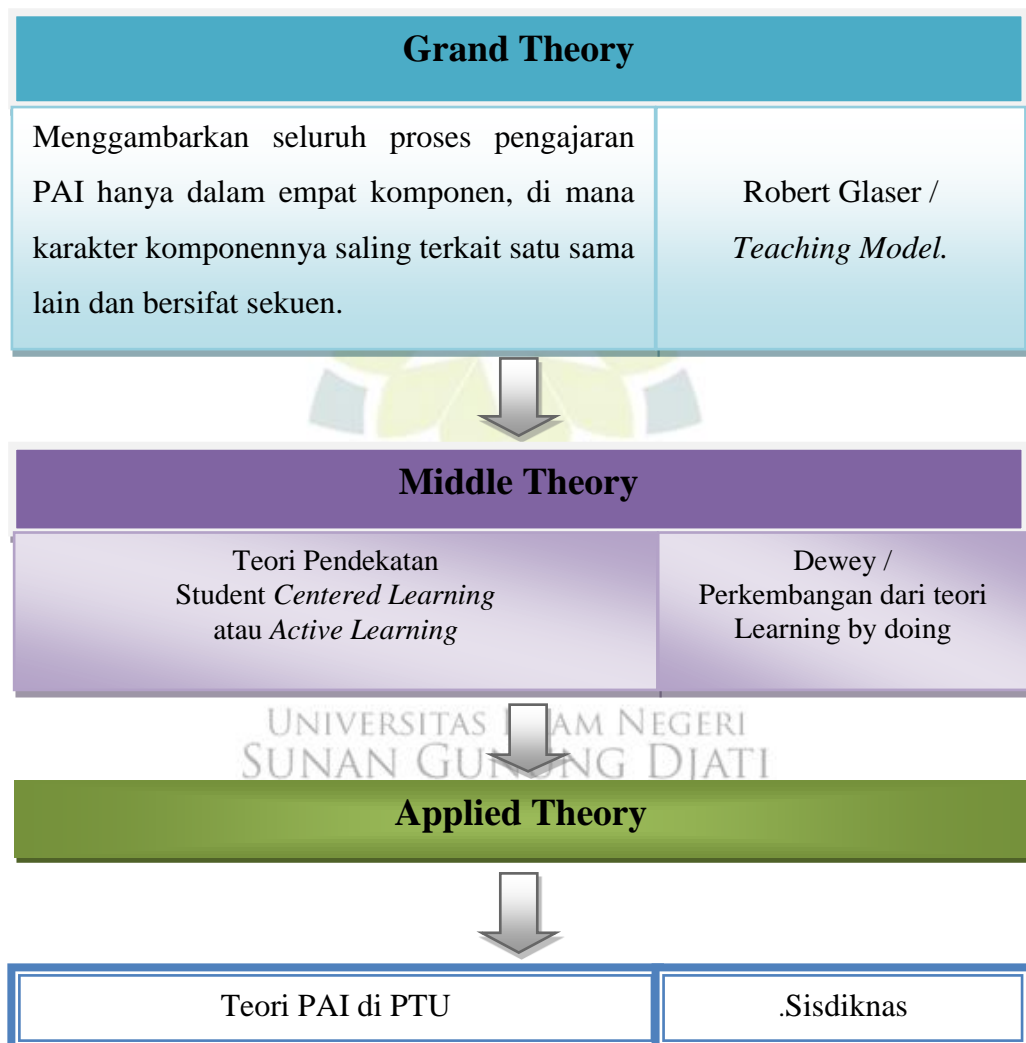 Grand Theory
Menggambarkan seluruh proses pengajaran
PAI hanya dalam empat komponen, di mana
karakter komponennya saling terkait satu sama
lain dan bersifat sekuen.
Robert Glaser /
Teaching Model.
Middle Theory
Teori Pendekatan
Student Centered Learning
atau Active Learning
Dewey /
Perkembangan dari teori
Learning by doing
UNIVERSITAS NEGERI
SUNAN DJATI
Applied Theory
Teori PAI di PTU
.Sisdiknas